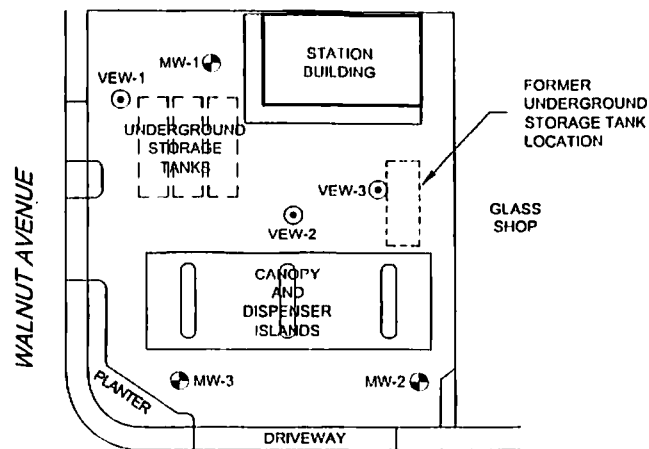 MW-1
STATION
BUILDING
VEW-1
FORMER
UNDERGROUND
STORAGE TANK
LOCATION
UNDERGROUND
STORAGE
TANKS
VEW-3
GLASS
SHOP
VEW-2
WALNUT AVENUE
CANOPY
AND
DISPENSER
ISLANDS
PLANTER
MW-3
MW-2
DRIVEWAY